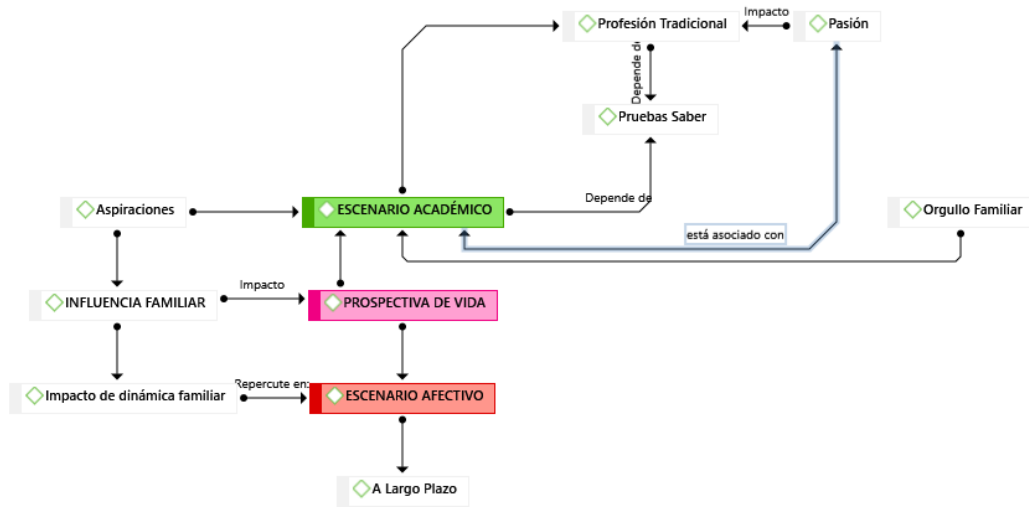 Impacto
Profesión Tradicional
Pasión
Depende de
Pruebas Saber
Depende de
Aspiraciones
ESCENARIO ACADÉMICO
Orgullo Familiar
está asociado con
Impacto
INFLUENCIA FAMILIAR
PROSPECTIVA DE VIDA
Repercute en:
Impacto de dinámica familiar
ESCENARIO AFECTIVO
A Largo Plazo